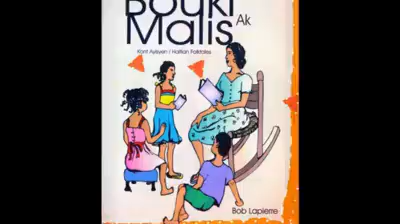 Bouki
Ak
Malis
Kont Ayisyen / Haitian Folktales
Bob Lapierre